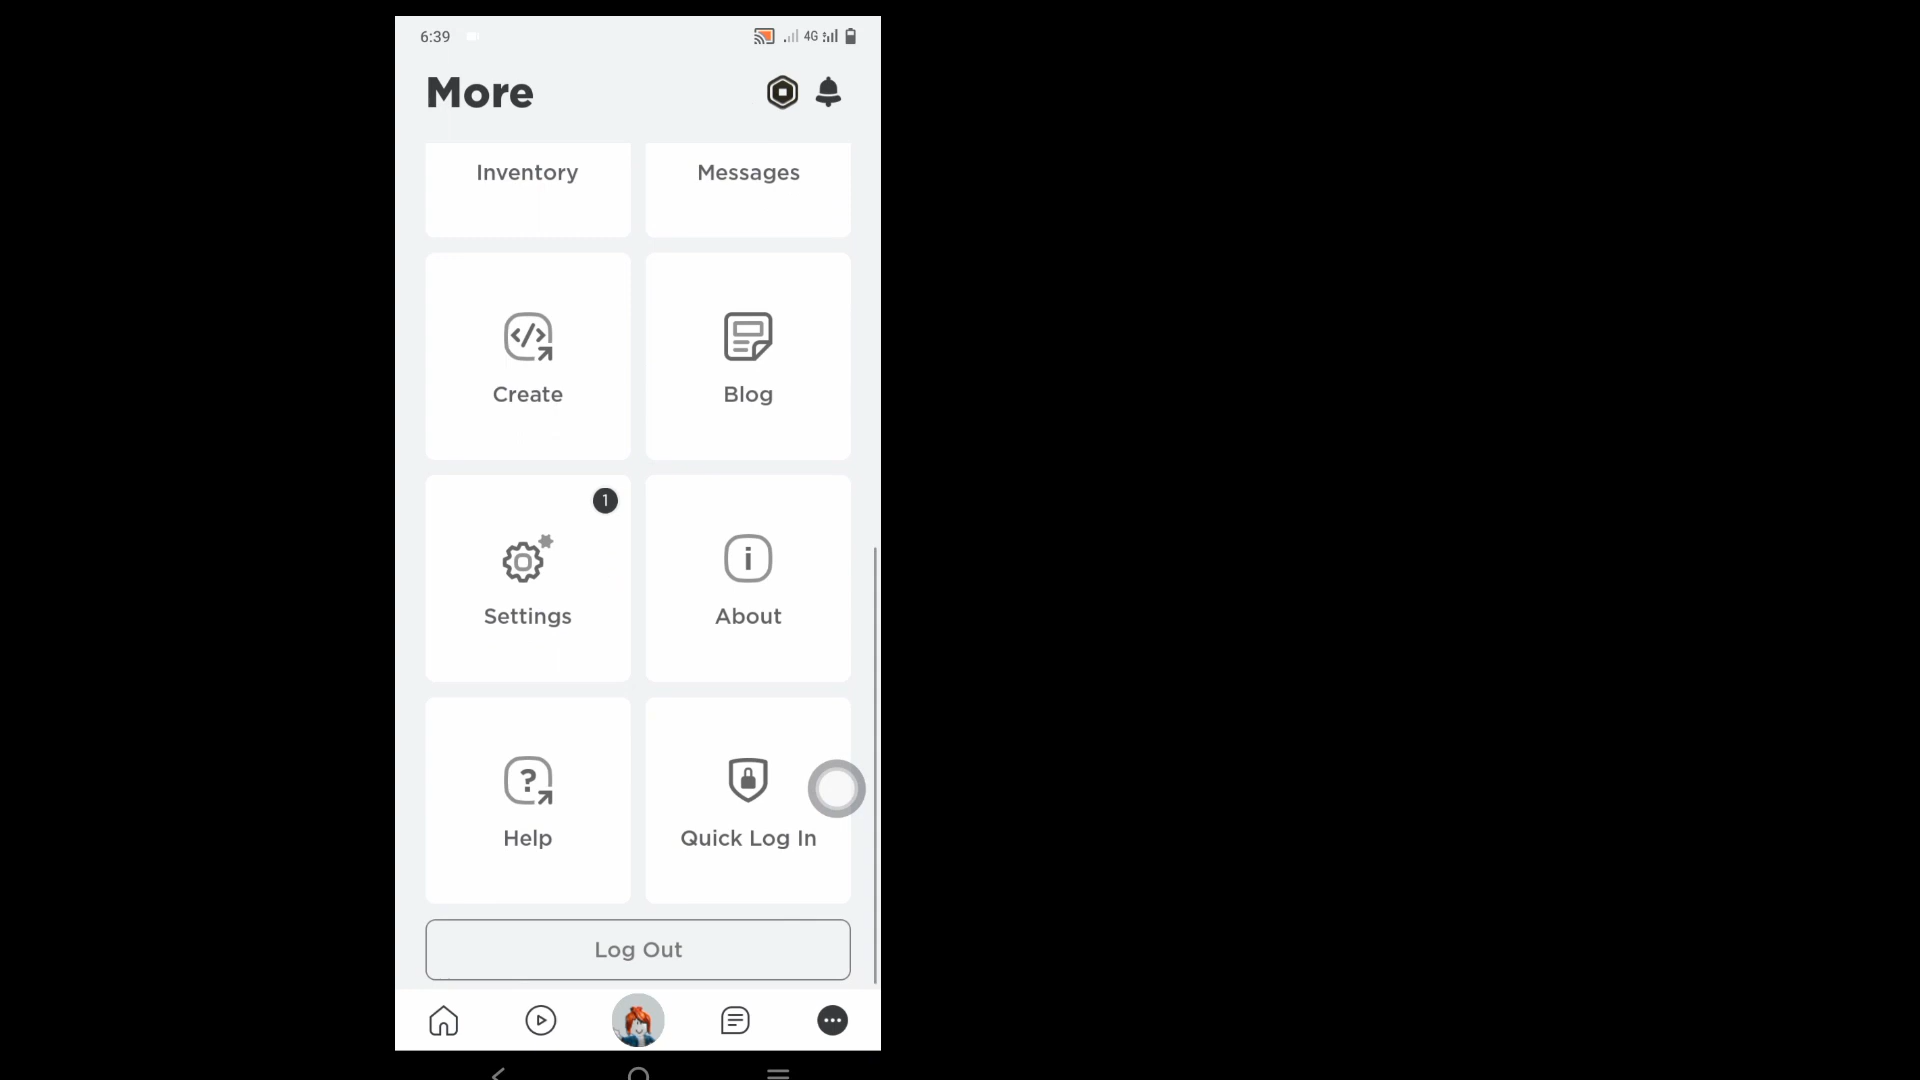 6:39
4G
More
Inventory
Messages
Create
Blog
1
Settings
About
Help
Quick Log In
Log Out